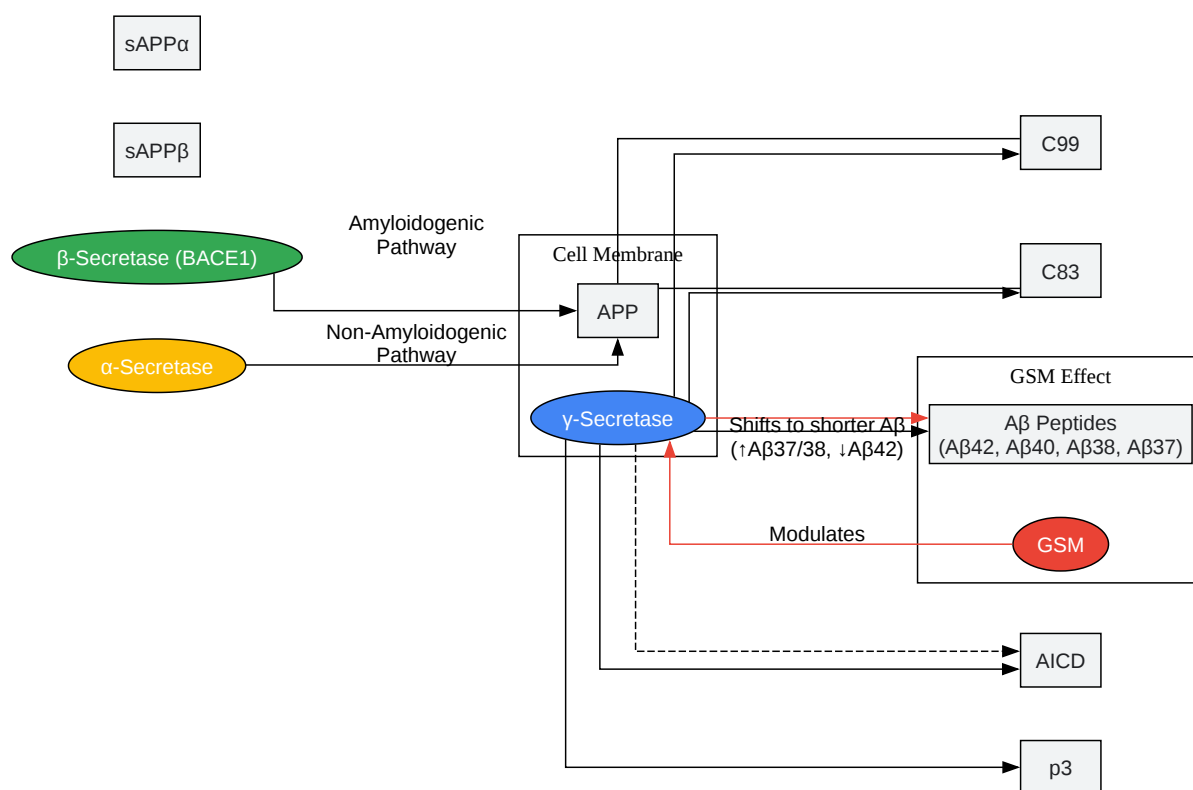 sAPPα
sAPPβ
C99
Amyloidogenic
Pathway
β-Secretase (BACE1)
Cell Membrane
C83
APP
Non-Amyloidogenic
Pathway
α-Secretase
GSM Effect
γ-Secretase
Shifts to shorter Aβ
(↑Aβ37/38, ↓Aβ42)
Aβ Peptides
(Aβ42, Aβ40, Aβ38, Aβ37)
Modulates
GSM
AICD
p3